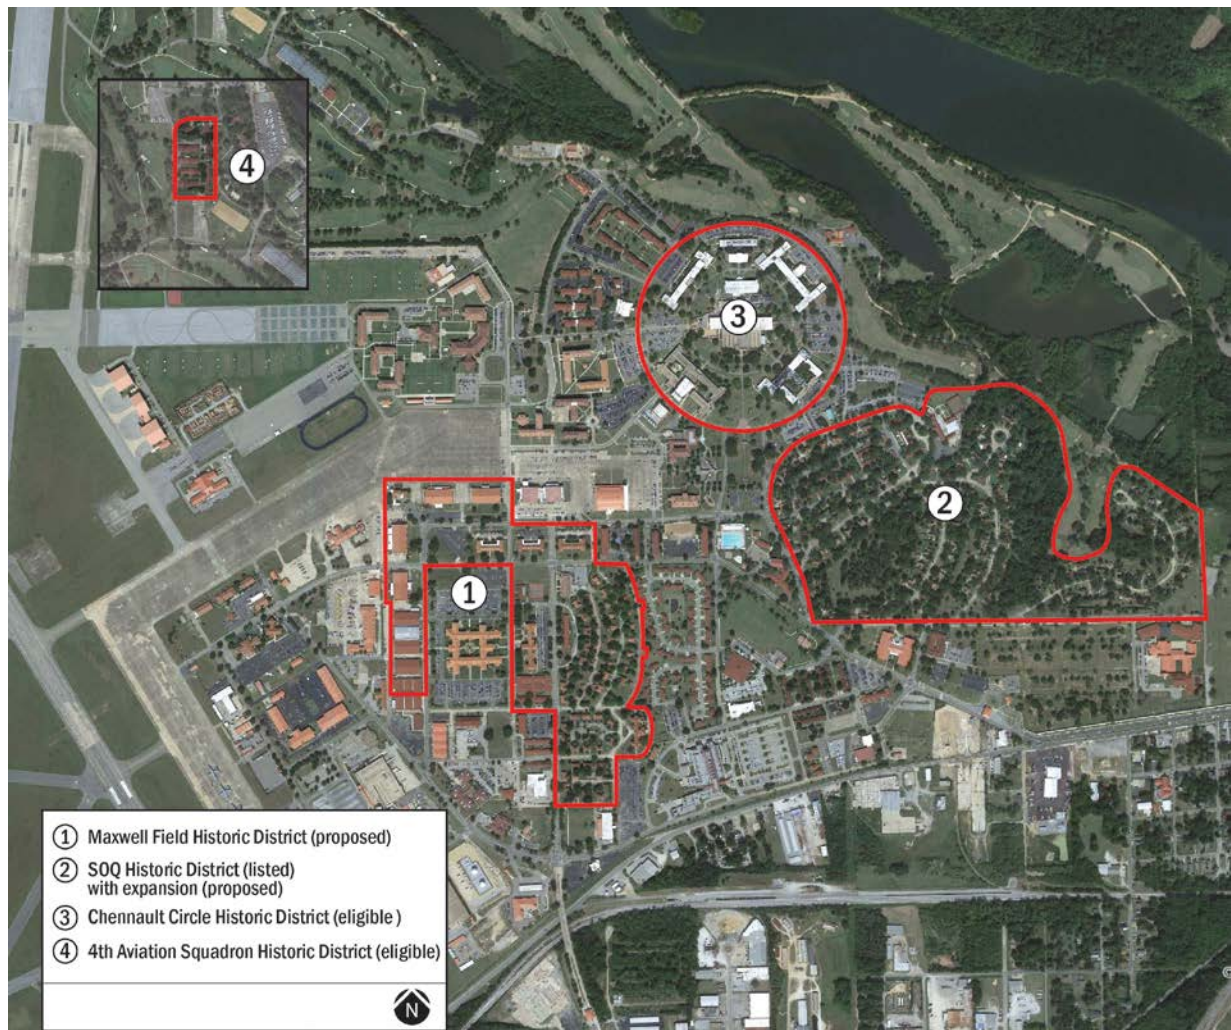 4
3
2
1
1 Maxwell Field Historic District (proposed)
2 SOQ Historic District (listed)
with expansion (proposed)
3 Chennault Circle Historic District (eligible )
4 4th Aviation Squadron Historic District (eligible)
N
©